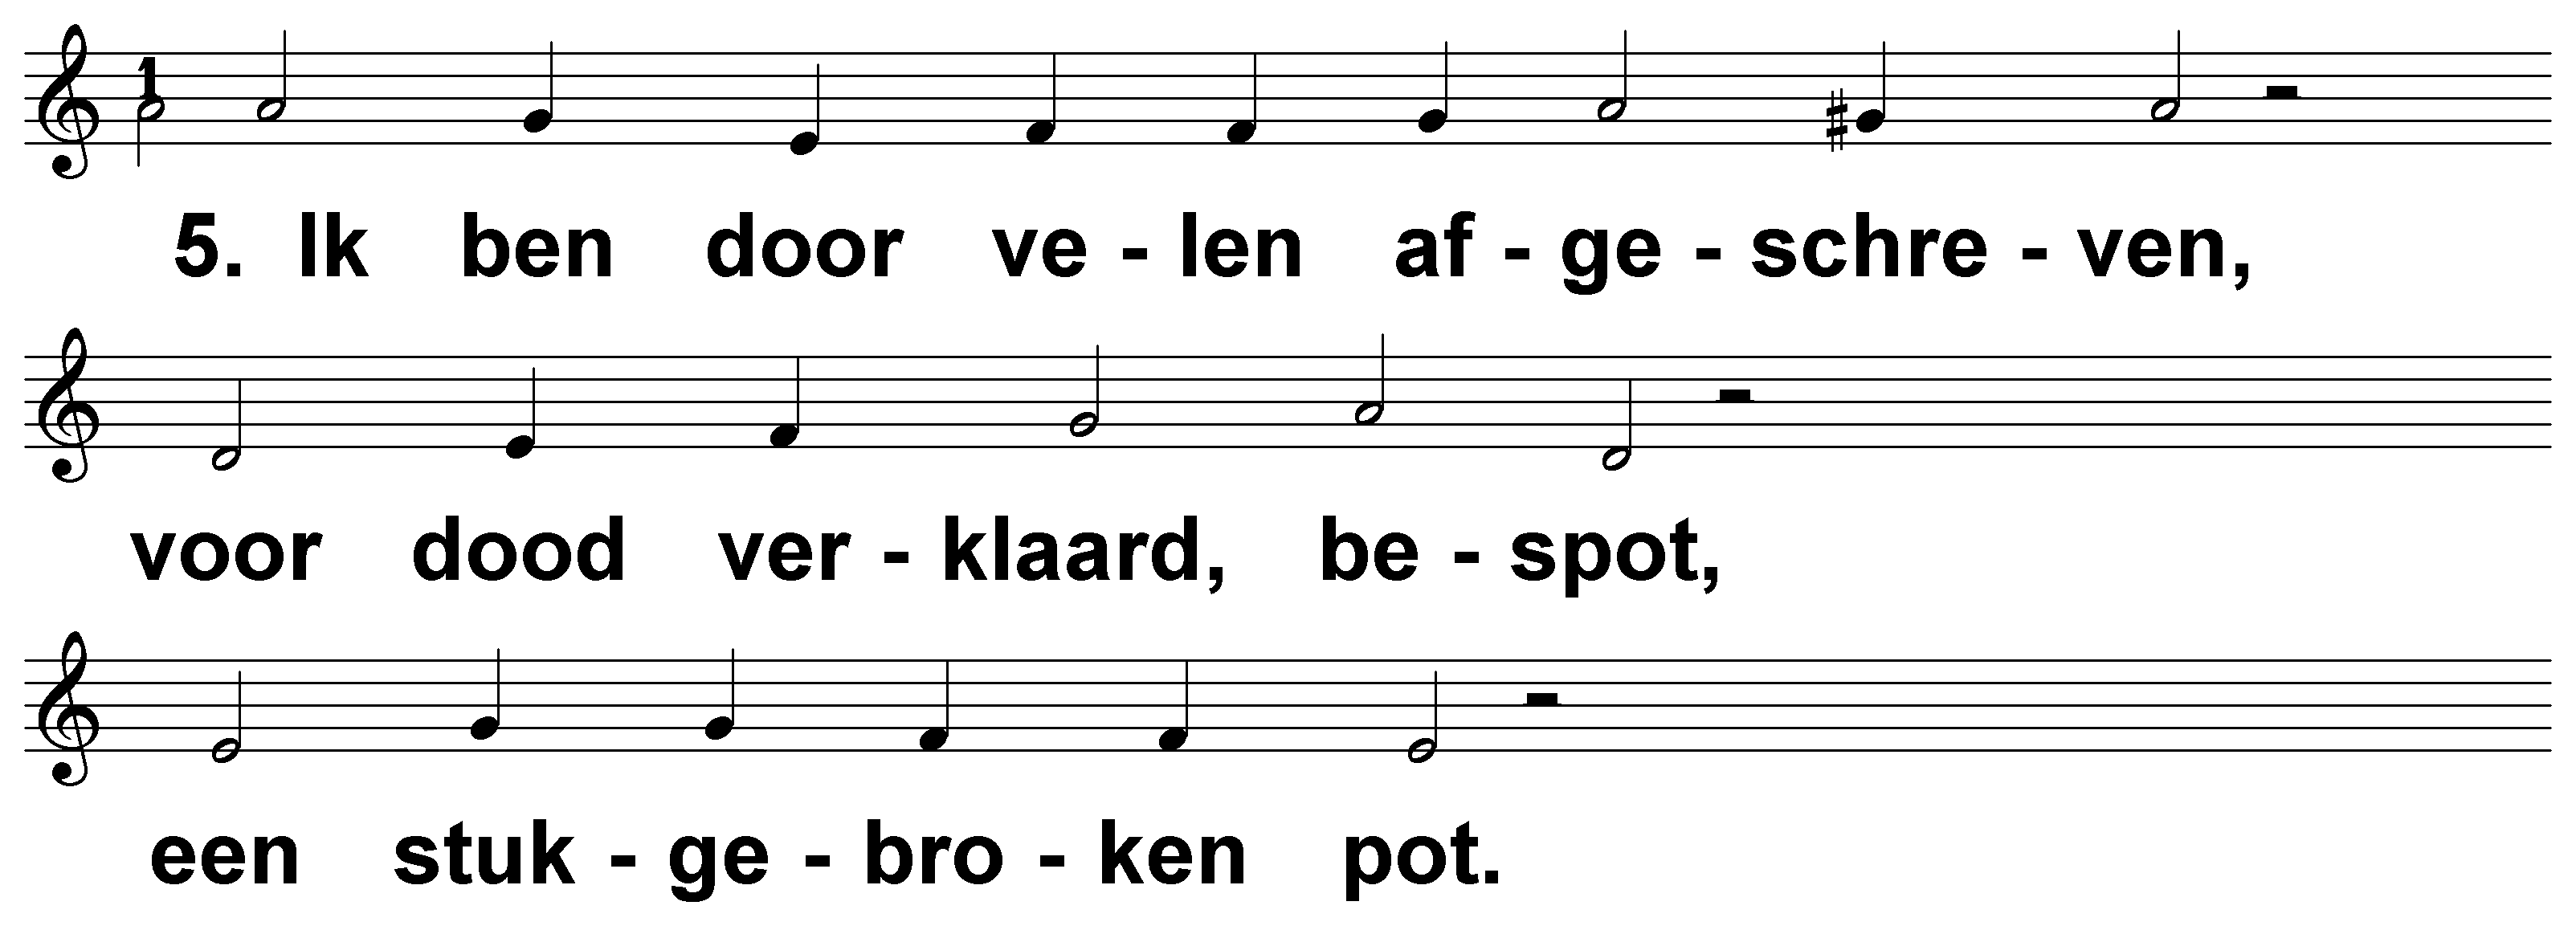 1
5. Ik ben door ve - len af - ge - schre - ven,
voor dood ver - klaard, be - spot,
een stuk - ge - bro - ken pot.